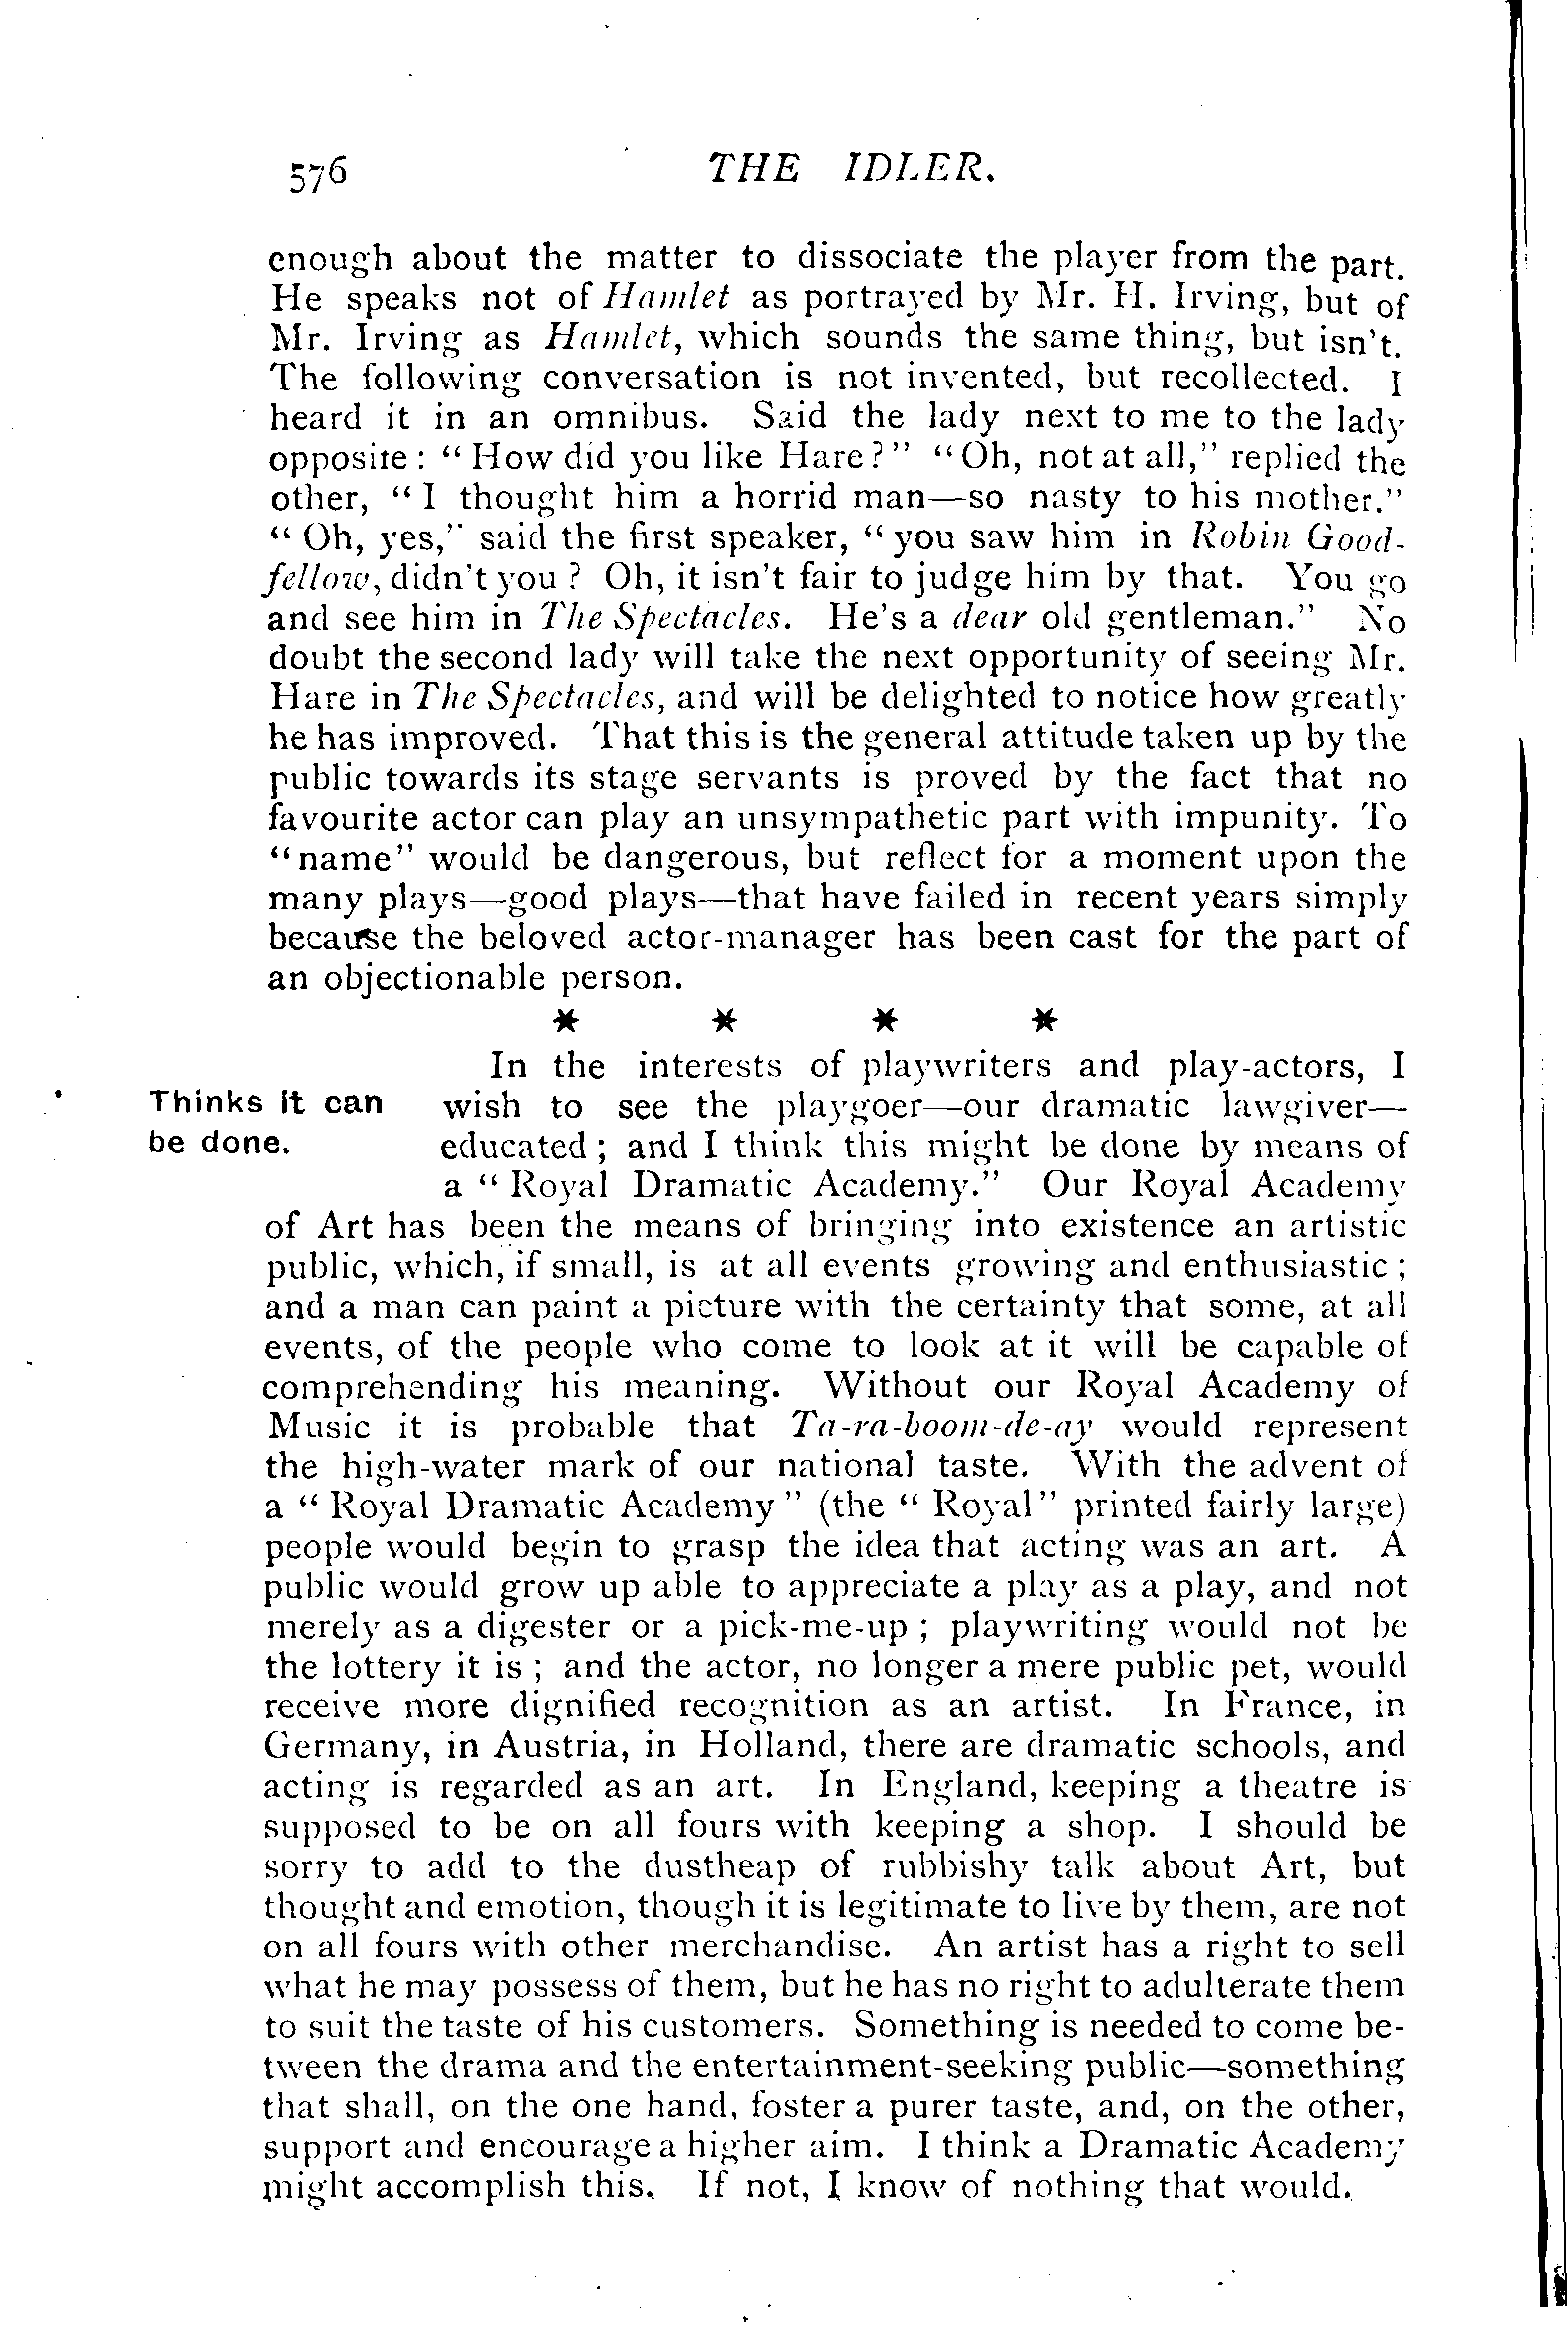 576 THE IDLER.
enough about the matter to dissociate the player from the part.
He speaks not of Hamlet as portrayed by Mr. H. Irving, but of
Mr. Irving as Hamlet, which sounds the same thing, but isn't.
The following conversation is not invented, but recollected. I
heard it in an omnibus. Said the lady next to me to the lady
opposite: "How did you like Hare?" "Oh, not at all," replied the
other, "I thought him a horrid man—so nasty to his mother."
"Oh, yes," said the first speaker, "you saw him in Robin Good-
fellow, didn't you? Oh, it isn't fair to judge him by that. You go
and see him in The Spectacles. He's a dear old gentleman." No
doubt the second lady will take the next opportunity of seeing Mr.
Hare in The Spectacles, and will be delighted to notice how greatly
he has improved. That this is the general attitude taken up by the
public towards its stage servants is proved by the fact that no
favourite actor can play an unsympathetic part with impunity. To
"name" would be dangerous, but reflect for a moment upon the
many plays—good plays—that have failed in recent years simply
because the beloved actor-manager has been cast for the part of
an objectionable person.
* * * *
Thinks it can
be done.
In the interests of playwriters and play-actors, I
wish to see the playgoer—our dramatic lawgiver—
educated; and I think this might be done by means of
a "Royal Dramatic Academy." Our Royal Academy
of Art has been the means of bringing into existence an artistic
public, which, if small, is at all events growing and enthusiastic;
and a man can paint a picture with the certainty that some, at all
events, of the people who come to look at it will be capable of
comprehending his meaning. Without our Royal Academy of
Music it is probable that Ta-ra-boom-de-ay would represent
the high-water mark of our national taste. With the advent of
a "Royal Dramatic Academy" (the "Royal" printed fairly large)
people would begin to grasp the idea that acting was an art. A
public would grow up able to appreciate a play as a play, and not
merely as a digester or a pick-me-up; playwriting would not be
the lottery it is; and the actor, no longer a mere public pet, would
receive more dignified recognition as an artist. In France, in
Germany, in Austria, in Holland, there are dramatic schools, and
acting is regarded as an art. In England, keeping a theatre is
supposed to be on all fours with keeping a shop. I should be
sorry to add to the dustheap of rubbishy talk about Art, but
thought and emotion, though it is legitimate to live by them, are not
on all fours with other merchandise. An artist has a right to sell
what he may possess of them, but he has no right to adulterate them
to suit the taste of his customers. Something is needed to come be-
tween the drama and the entertainment-seeking public—something
that shall, on the one hand, foster a purer taste, and, on the other,
support and encourage a higher aim. I think a Dramatic Academy
might accomplish this. If not, I know of nothing that would.